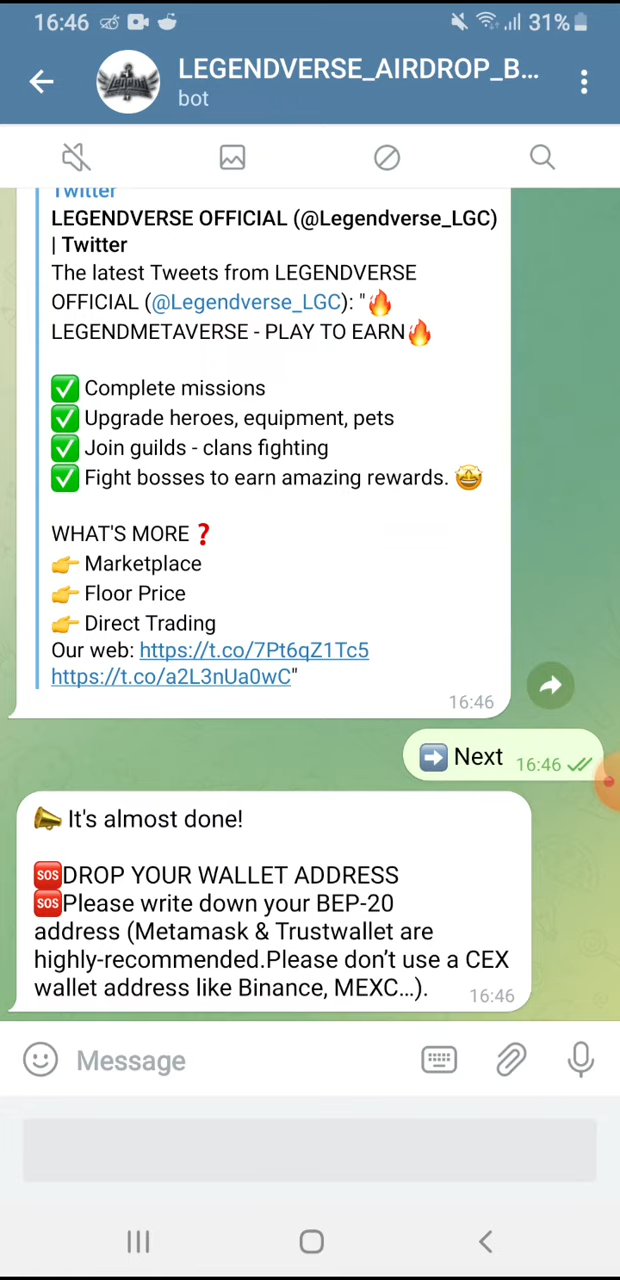 16:46
31%
LEGENDVERSE_AIRDROP_B...
bot
Twitter
LEGENDVERSE OFFICIAL (@Legendverse_LGC)
| Twitter
The latest Tweets from LEGENDVERSE
OFFICIAL (@Legendverse_LGC): "🔥
LEGENDMETAVERSE - PLAY TO EARN🔥
✅ Complete missions
✅ Upgrade heroes, equipment, pets
✅ Join guilds - clans fighting
✅ Fight bosses to earn amazing rewards. 🤩
WHAT'S MORE ❓
👉 Marketplace
👉 Floor Price
👉 Direct Trading
Our web: https://t.co/7Pt6qZ1Tc5
https://t.co/a2L3nUa0wC"
16:46
➡️ Next 16:46
📣 It's almost done!
🆘DROP YOUR WALLET ADDRESS
🆘Please write down your BEP-20
address (Metamask & Trustwallet are
highly-recommended.Please don’t use a CEX
wallet address like Binance, MEXC...).
16:46
Message